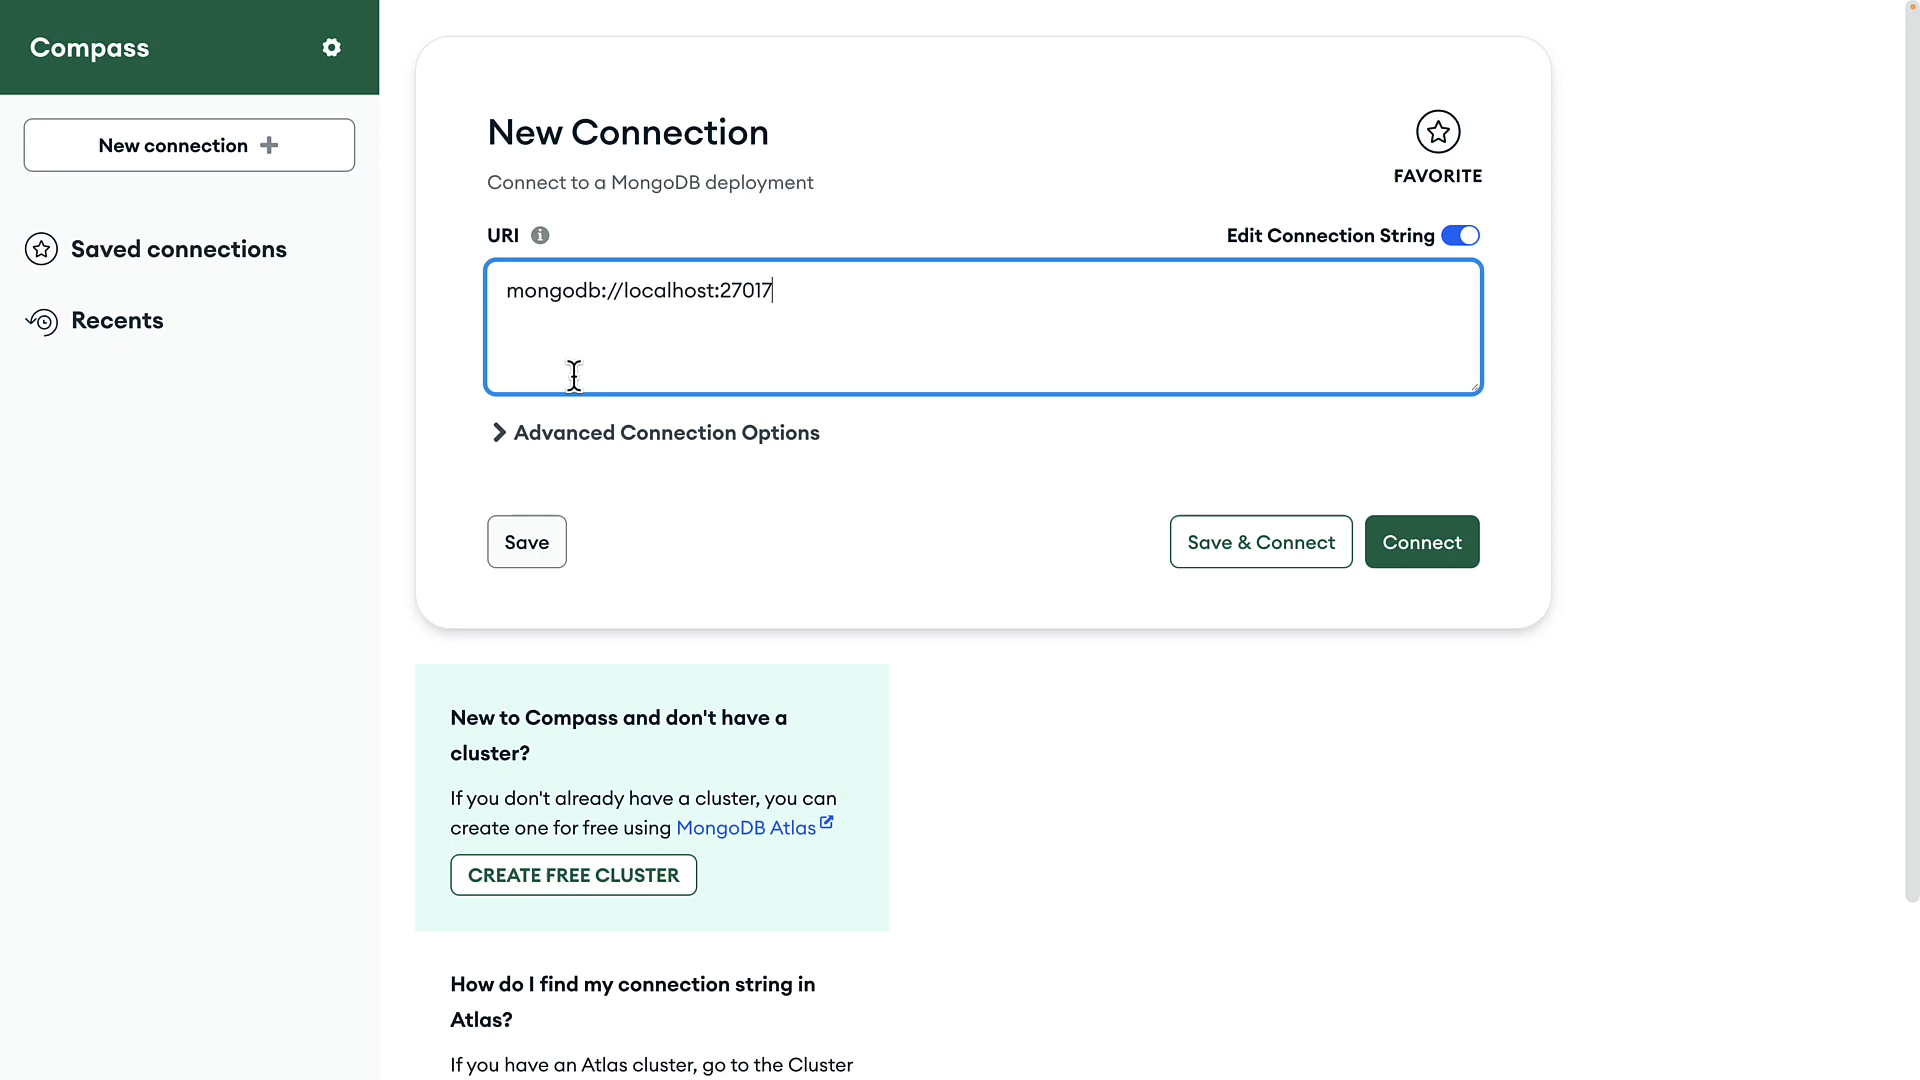 Compass
New connection
Saved connections
Recents
New Connection
Connect to a MongoDB deployment
FAVORITE
URI
Edit Connection String
mongodb://localhost:27017
Advanced Connection Options
Save
Save & Connect
Connect
New to Compass and don't have a
cluster?
If you don't already have a cluster, you can
create one for free using MongoDB Atlas
CREATE FREE CLUSTER
How do I find my connection string in
Atlas?
If you have an Atlas cluster, go to the Cluster